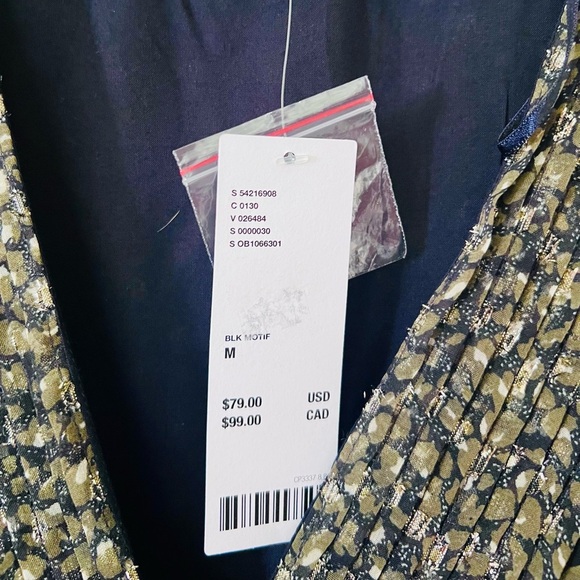 S 54216908
C 0130
V 026484
S 0000030
S OB1066301
BLK MOTIF
M
$79.00 USD
$99.00 CAD